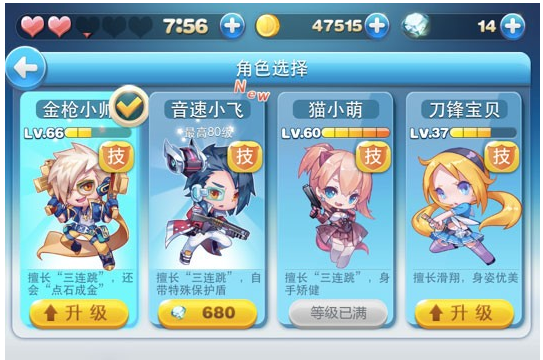 7:56
47515
14
角色选择
New
金枪小帅
音速小飞
猫小萌
刀锋宝贝
LV.66
最高80级
LV.60
LV.37
技
技
技
技
擅长“三连跳”，还
会“点石成金”
擅长“三连跳”，自
带特殊保护盾
擅长“三连跳”，身
手矫健
擅长滑翔，身姿优美
升级
680
等级已满
升级